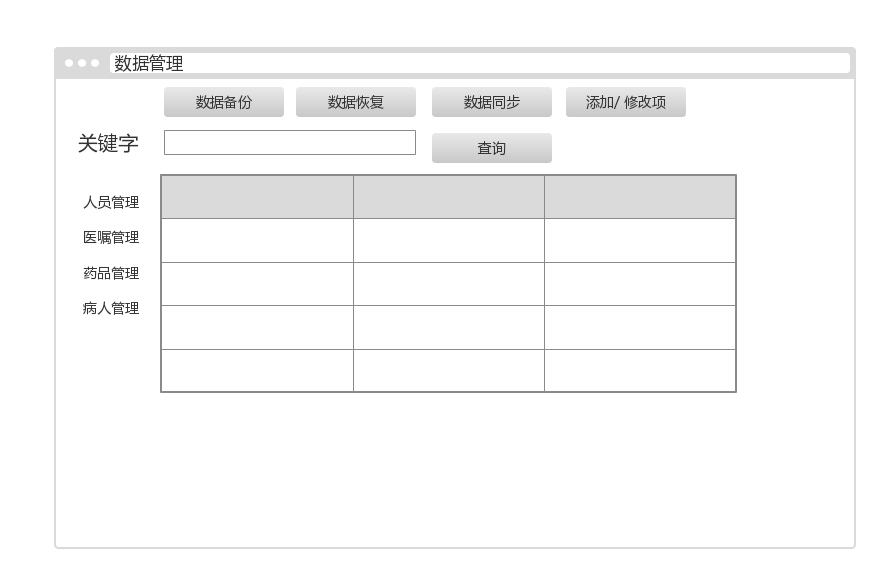 数据管理
数据备份 数据恢复 数据同步 添加/ 修改项
关键字 查询
人员管理
医嘱管理
药品管理
病人管理